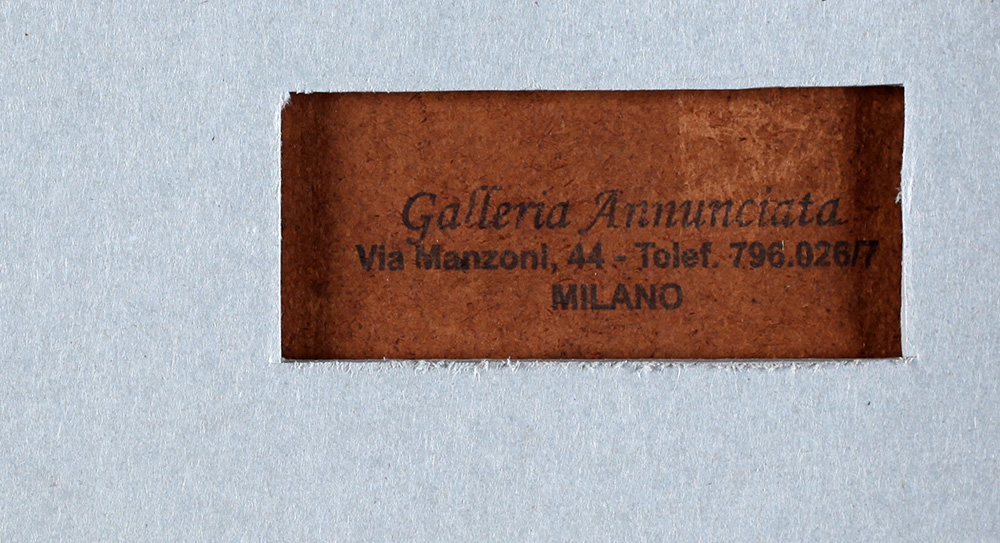 Galleria Annunciata
Via Manzoni, 44 - Telef. 796.026/7
MILANO